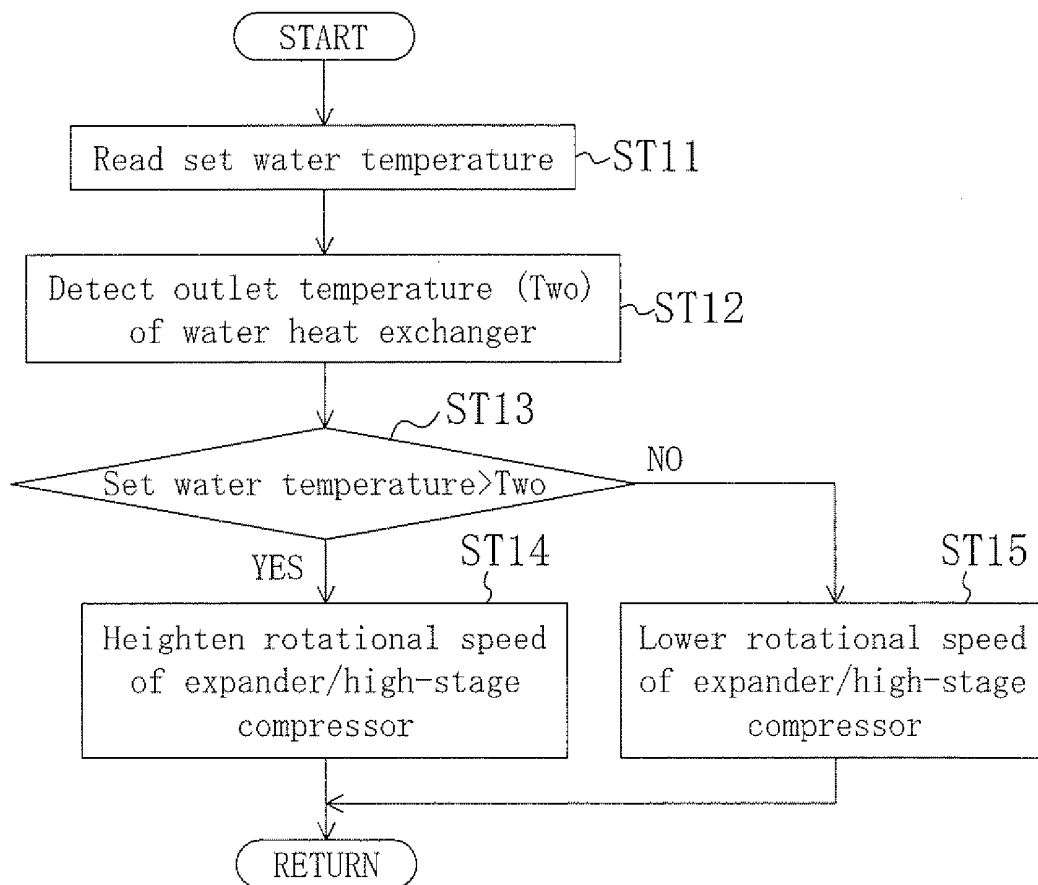 START
Read set water temperature
ST11
Detect outlet temperature (Two)
of water heat exchanger
ST12
ST13
Set water temperature>Two
NO
YES
ST14
ST15
Heighten rotational speed
of expander/high-stage
compressor
Lower rotational speed
of expander/high-stage
compressor
RETURN